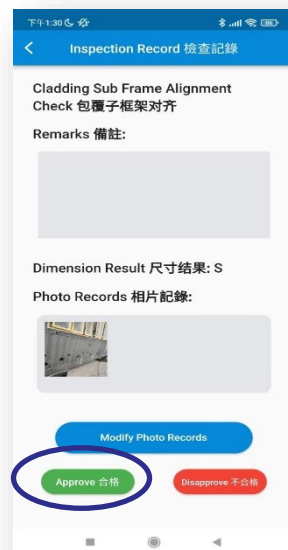 下午1:30
Inspection Record 檢查記錄
Cladding Sub Frame Alignment
Check 包覆子框架对齐
Remarks 備註:
Dimension Result 尺寸结果: S
Photo Records 相片記錄:
Modify Photo Records
Approve 合格
Disapprove 不合格